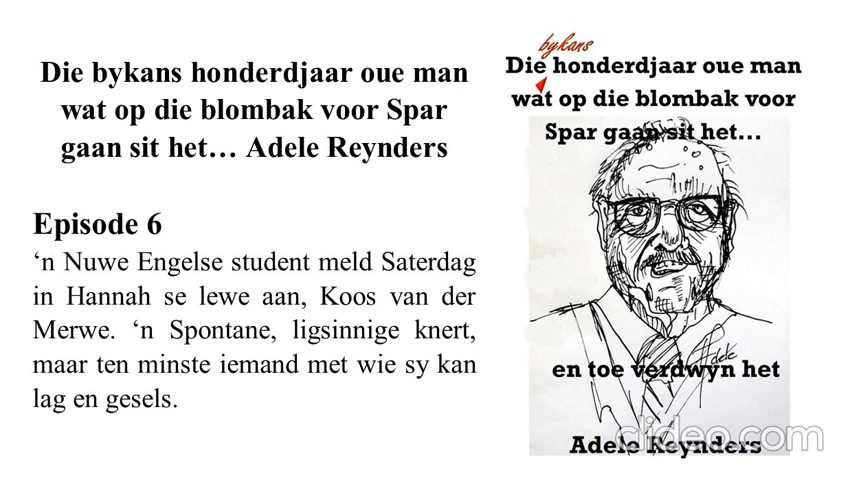 Die bykans honderdjaar oue man
wat op die blombak voor Spar
gaan sit het… Adele Reynders
Episode 6
‘n Nuwe Engelse student meld Saterdag
in Hannah se lewe aan, Koos van der
Merwe. ‘n Spontane, ligsinnige knert,
maar ten minste iemand met wie sy kan
lag en gesels.
bykans
Die honderdjaar oue man
wat op die blombak voor
Spar gaan sit het...
Adele
en toe verdwyn het
clideo.com
Adele Reynders